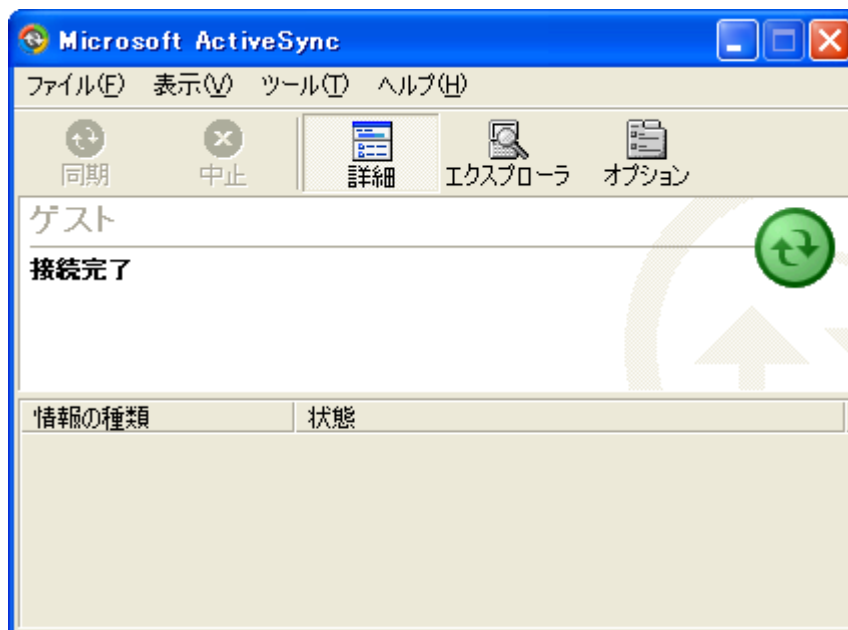 Microsoft ActiveSync
ファイル(F) 表示(V) ツール(T) ヘルプ(H)
同期 中止 詳細 エクスプローラ オプション
ゲスト
接続完了
情報の種類 状態